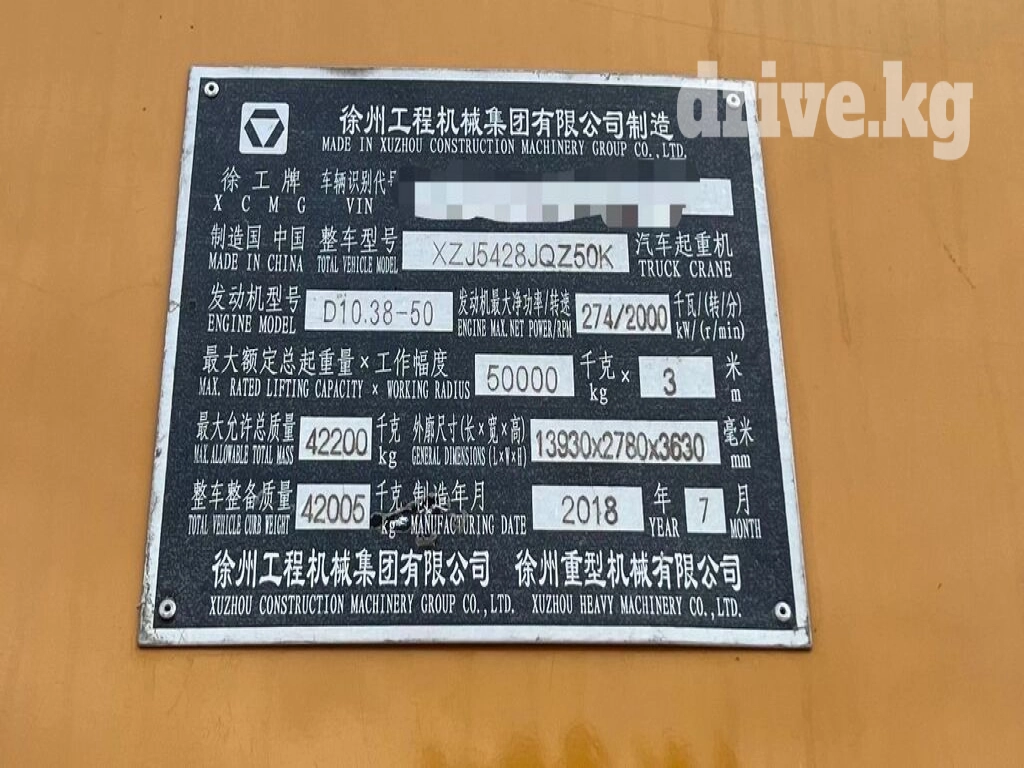 drive.kg
徐州工程机械集团有限公司制造
MADE IN XUZHOU CONSTRUCTION MACHINERY GROUP CO.,LTD.
徐工牌 车辆识别代号
XCMG VIN
制造国 中国 整车型号 XZJ5428JQZ50K 汽车起重机
MADE IN CHINA TOTAL VEHICLE MODEL TRUCK CRANE
发动机型号 D10.38-50 发动机最大净功率/转速 274/2000 千瓦/(转/分)
ENGINE MODEL ENGINE MAX.NET POWER/RPM kW/(r/min)
最大额定总起重量×工作幅度 50000 千克 × 3 米
MAX. RATED LIFTING CAPACITY × WORKING RADIUS kg m
最大允许总质量 42200 千克 外廓尺寸(长×宽×高) 13930x2780x3630 毫米
MAX.ALLOWABLE TOTAL MASS kg GENERAL DIMENSIONS (L×W×H) mm
整车整备质量 42005 千克 制造年月 2018 年 7 月
TOTAL VEHICLE CURB WEIGHT kg MANUFACTURING DATE YEAR MONTH
徐州工程机械集团有限公司 徐州重型机械有限公司
XUZHOU CONSTRUCTION MACHINERY GROUP CO.,LTD. XUZHOU HEAVY MACHINERY CO.,LTD.